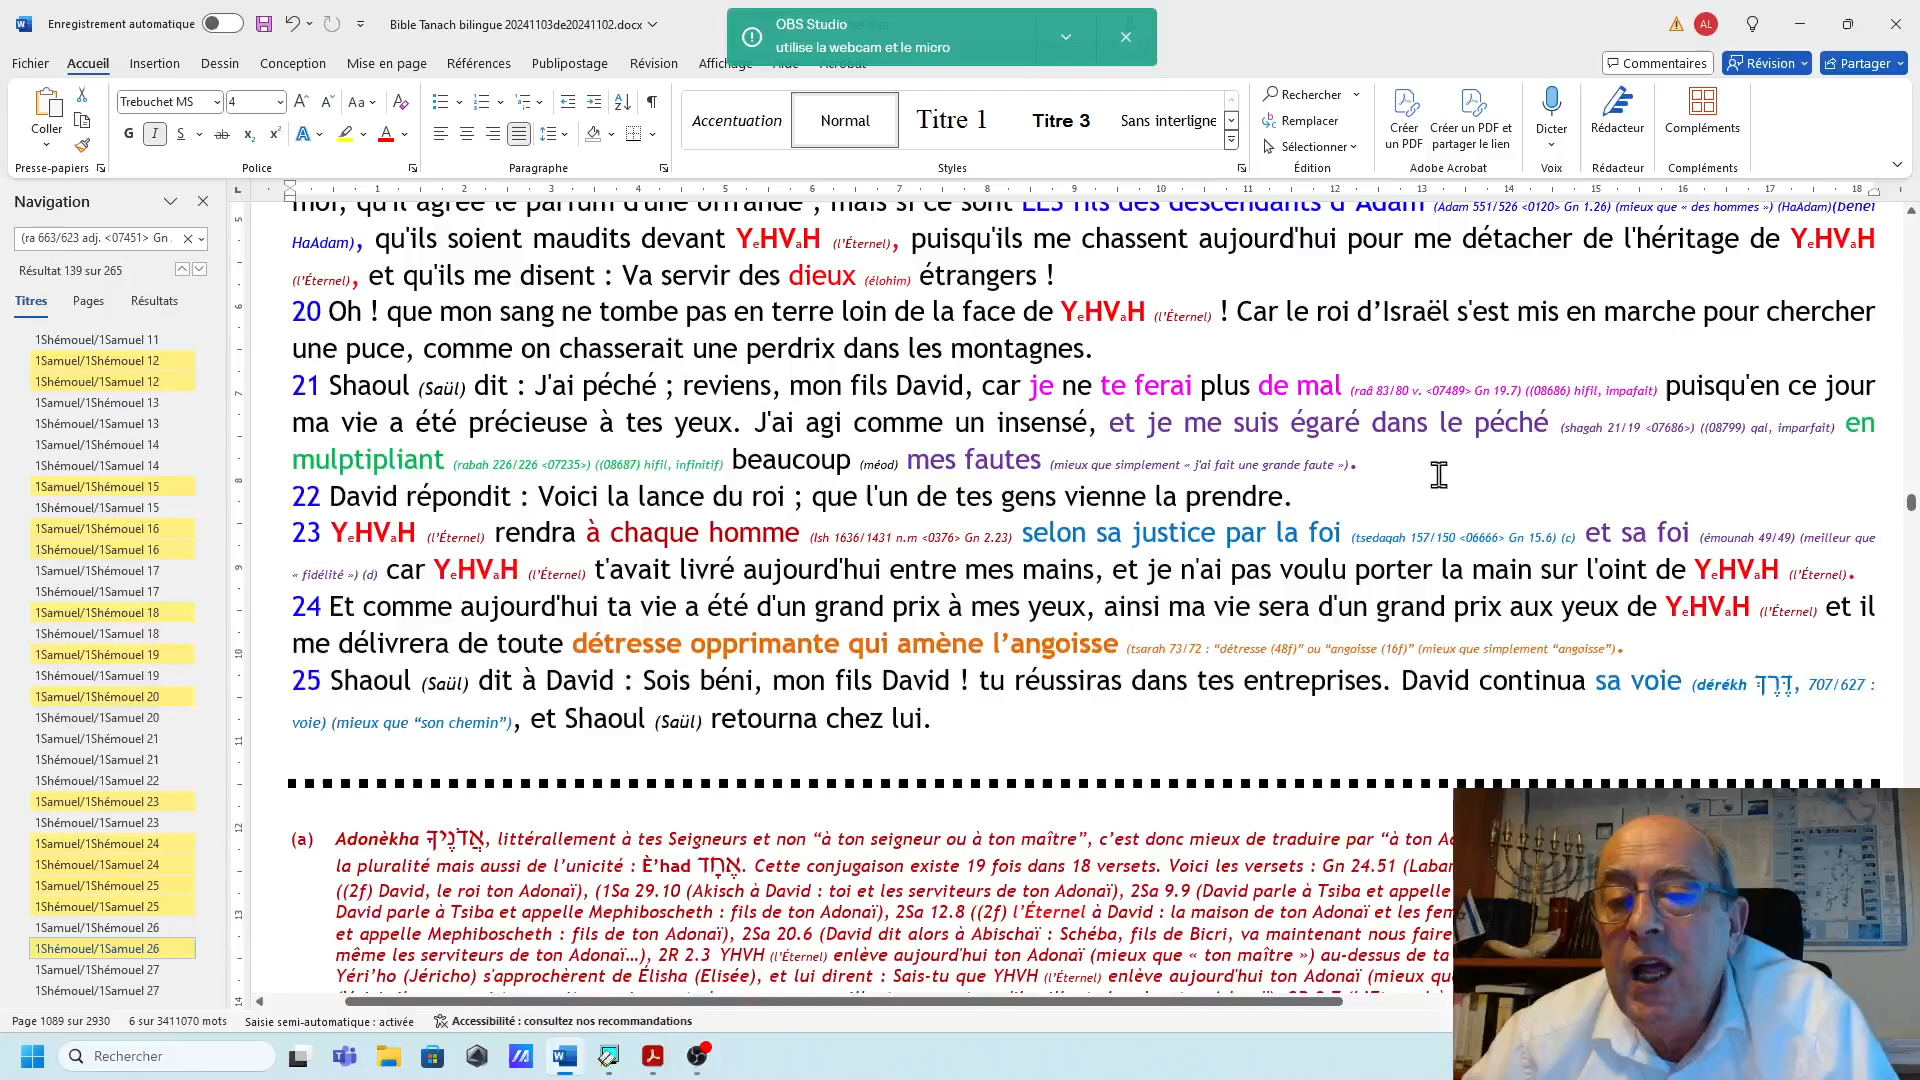 Enregistrement automatique
Bible Tanach bilingue 20241103de20241102.docx
OBS Studio
utilise la webcam et le micro
AL
Fichier Accueil Insertion Dessin Conception Mise en page Références Publipostage Révision Affichage Aide Acrobat
Commentaires Révision Partager
Coller
Presse-papiers
Trebuchet MS 4
G I S ab
Police
Paragraphe
Accentuation Normal Titre 1 Titre 3 Sans interligne
Styles
Rechercher
Remplacer
Sélectionner
Édition
Créer un PDF
Créer un PDF et partager le lien
Adobe Acrobat
Dicter
Voix
Rédacteur
Rédacteur
Compléments
Compléments
Navigation
(ra 663/623 adj. <07451> Gn
Résultat 139 sur 265
Titres Pages Résultats
1Shémouel/1Samuel 11
1Samuel/1Shémouel 12
1Shémouel/1Samuel 12
1Shémouel/1Samuel 13
1Shémouel/1Samuel 13
1Shémouel/1Samuel 14
1Shémouel/1Samuel 14
1Samuel/1Shémouel 15
1Shémouel/1Samuel 15
1Samuel/1Shémouel 16
1Shémouel/1Samuel 16
1Shémouel/1Samuel 17
1Shémouel/1Samuel 17
1Samuel/1Shémouel 18
1Shémouel/1Samuel 18
1Samuel/1Shémouel 19
1Shémouel/1Samuel 19
1Samuel/1Shémouel 20
1Shémouel/1Samuel 20
1Shémouel/1Samuel 21
1Shémouel/1Samuel 21
1Shémouel/1Samuel 22
1Samuel/1Shémouel 23
1Shémouel/1Samuel 23
1Samuel/1Shémouel 24
1Shémouel/1Samuel 24
1Samuel/1Shémouel 25
1Shémouel/1Samuel 25
1Shémouel/1Samuel 26
1Shémouel/1Samuel 26
1Shémouel/1Samuel 27
1Shémouel/1Samuel 27
moi, qu'il agrée le parfum d'une offrande ; mais si ce sont LES fils des descendants d'Adam (Adam 551/526 <0120> Gn 1.26) (mieux que « des hommes ») (HaAdam)(benei
HaAdam), qu'ils soient maudits devant YeHVaH (l'Éternel), puisqu'ils me chassent aujourd'hui pour me détacher de l'héritage de YeHVaH
(l'Éternel), et qu'ils me disent : Va servir des dieux (élohim) étrangers !
20 Oh ! que mon sang ne tombe pas en terre loin de la face de YeHVaH (l'Éternel) ! Car le roi d'Israël s'est mis en marche pour chercher
une puce, comme on chasserait une perdrix dans les montagnes.
21 Shaoul (Saül) dit : J'ai péché ; reviens, mon fils David, car je ne te ferai plus de mal (raâ 83/80 v. <07489> Gn 19.7) ((08686) hifil, impafait) puisqu'en ce jour
ma vie a été précieuse à tes yeux. J'ai agi comme un insensé, et je me suis égaré dans le péché (shagah 21/19 <07686>) ((08799) qal, imparfait) en
mulptipliant (rabah 226/226 <07235>) ((08687) hifil, infinitif) beaucoup (méod) mes fautes (mieux que simplement « j'ai fait une grande faute »).
22 David répondit : Voici la lance du roi ; que l'un de tes gens vienne la prendre.
23 YeHVaH (l'Éternel) rendra à chaque homme (Ish 1636/1431 n.m <0376> Gn 2.23) selon sa justice par la foi (tsedaqah 157/150 <06666> Gn 15.6) (c) et sa foi (émounah 49/49) (meilleur que
« fidélité ») (d) car YeHVaH (l'Éternel) t'avait livré aujourd'hui entre mes mains, et je n'ai pas voulu porter la main sur l'oint de YeHVaH (l'Éternel).
24 Et comme aujourd'hui ta vie a été d'un grand prix à mes yeux, ainsi ma vie sera d'un grand prix aux yeux de YeHVaH (l'Éternel) et il
me délivrera de toute détresse opprimante qui amène l'angoisse (tsarah 73/72 : “détresse (48f)” ou “angoisse (16f)” (mieux que simplement “angoisse”).
25 Shaoul (Saül) dit à David : Sois béni, mon fils David ! tu réussiras dans tes entreprises. David continua sa voie (dérékh דֶּרֶךְ, 707/627 :
voie) (mieux que “son chemin”), et Shaoul (Saül) retourna chez lui.
(a) Adonèkha אֲדֹנֶיךָ, littérallement à tes Seigneurs et non “à ton seigneur ou à ton maître”, c'est donc mieux de traduire par “à ton
la pluralité mais aussi de l'unicité : È'had אֶחָד. Cette conjugaison existe 19 fois dans 18 versets. Voici les versets : Gn 24.51
((2f) David, le roi ton Adonaï), (1Sa 29.10 (Akisch à David : toi et les serviteurs de ton Adonaï), 2Sa 9.9 (David parle à Tsiba et appelle
David parle à Tsiba et appelle Mephiboscheth : fils de ton Adonaï), 2Sa 12.8 ((2f) l'Éternel à David : la maison de ton Adonaï et les
et appelle Mephiboscheth : fils de ton Adonaï), 2Sa 20.6 (David dit alors à Abischaï : Schéba, fils de Bicri, va maintenant nous faire
même les serviteurs de ton Adonaï…), 2R 2.3 YHVH (l'Éternel) enlève aujourd'hui ton Adonaï (mieux que « ton maître ») au-dessus de ta
Yéri'ho (Jéricho) s'approchèrent de Élisha (Elisée), et lui dirent : Sais-tu que YHVH (l'Éternel) enlève aujourd'hui ton Adonaï (mieux
Page 1089 sur 2930 6 sur 3411070 mots Saisie semi-automatique : activée Accessibilité : consultez nos recommandations
Rechercher